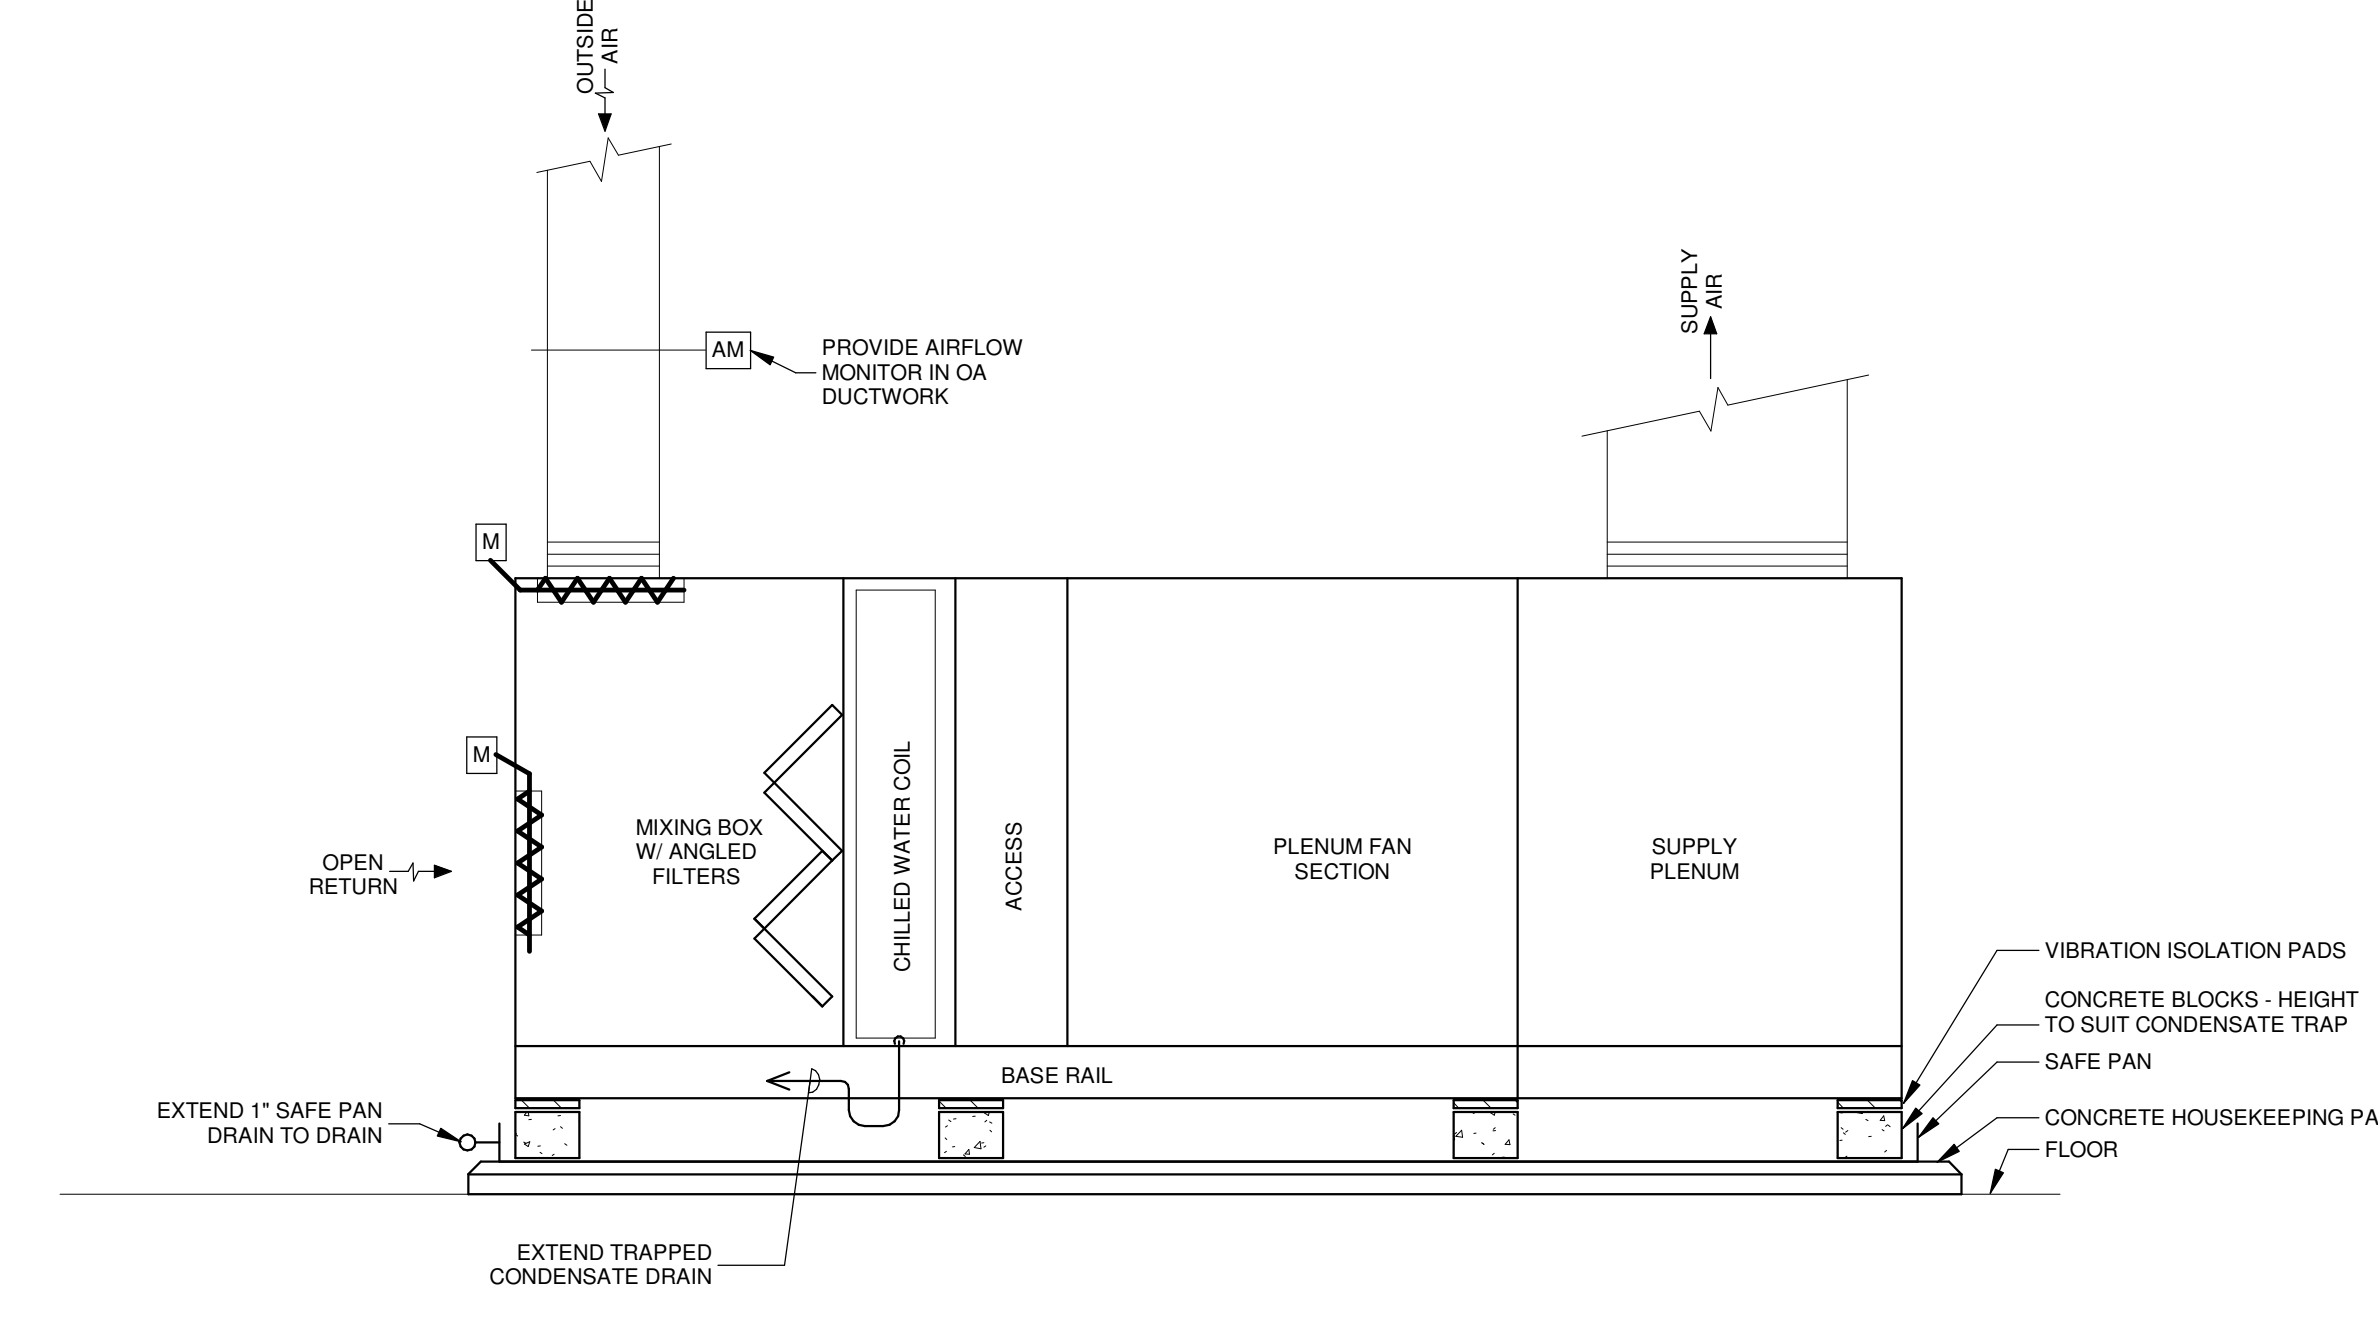 OUTSIDE
AIR
SUPPLY
AIR
AM
PROVIDE AIRFLOW
MONITOR IN OA
DUCTWORK
M
M
OPEN
RETURN
MIXING BOX
W/ ANGLED
FILTERS
CHILLED WATER COIL
ACCESS
PLENUM FAN
SECTION
SUPPLY
PLENUM
BASE RAIL
VIBRATION ISOLATION PADS
CONCRETE BLOCKS - HEIGHT
TO SUIT CONDENSATE TRAP
SAFE PAN
CONCRETE HOUSEKEEPING PA
FLOOR
EXTEND 1" SAFE PAN
DRAIN TO DRAIN
EXTEND TRAPPED
CONDENSATE DRAIN